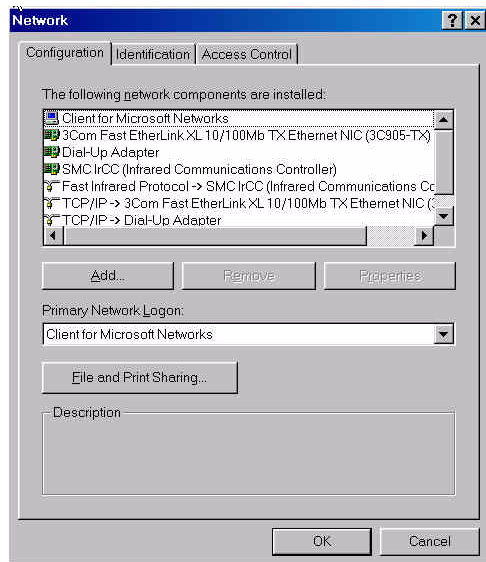 Network
Configuration Identification Access Control
The following network components are installed:
Client for Microsoft Networks
3Com Fast EtherLink XL 10/100Mb TX Ethernet NIC (3C905-TX)
Dial-Up Adapter
SMC IrCC (Infrared Communications Controller)
Fast Infrared Protocol -> SMC IrCC (Infrared Communications Cc
TCP/IP -> 3Com Fast EtherLink XL 10/100Mb TX Ethernet NIC (3
TCP/IP -> Dial-Up Adapter
Add... Remove Properties
Primary Network Logon:
Client for Microsoft Networks
File and Print Sharing...
Description
OK Cancel